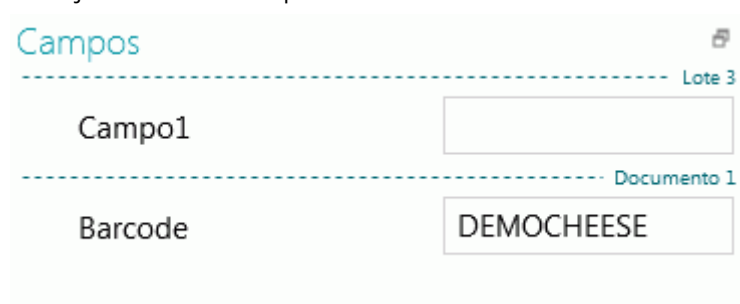 Campos
Lote 3
Campo1
Documento 1
Barcode DEMOCHEESE